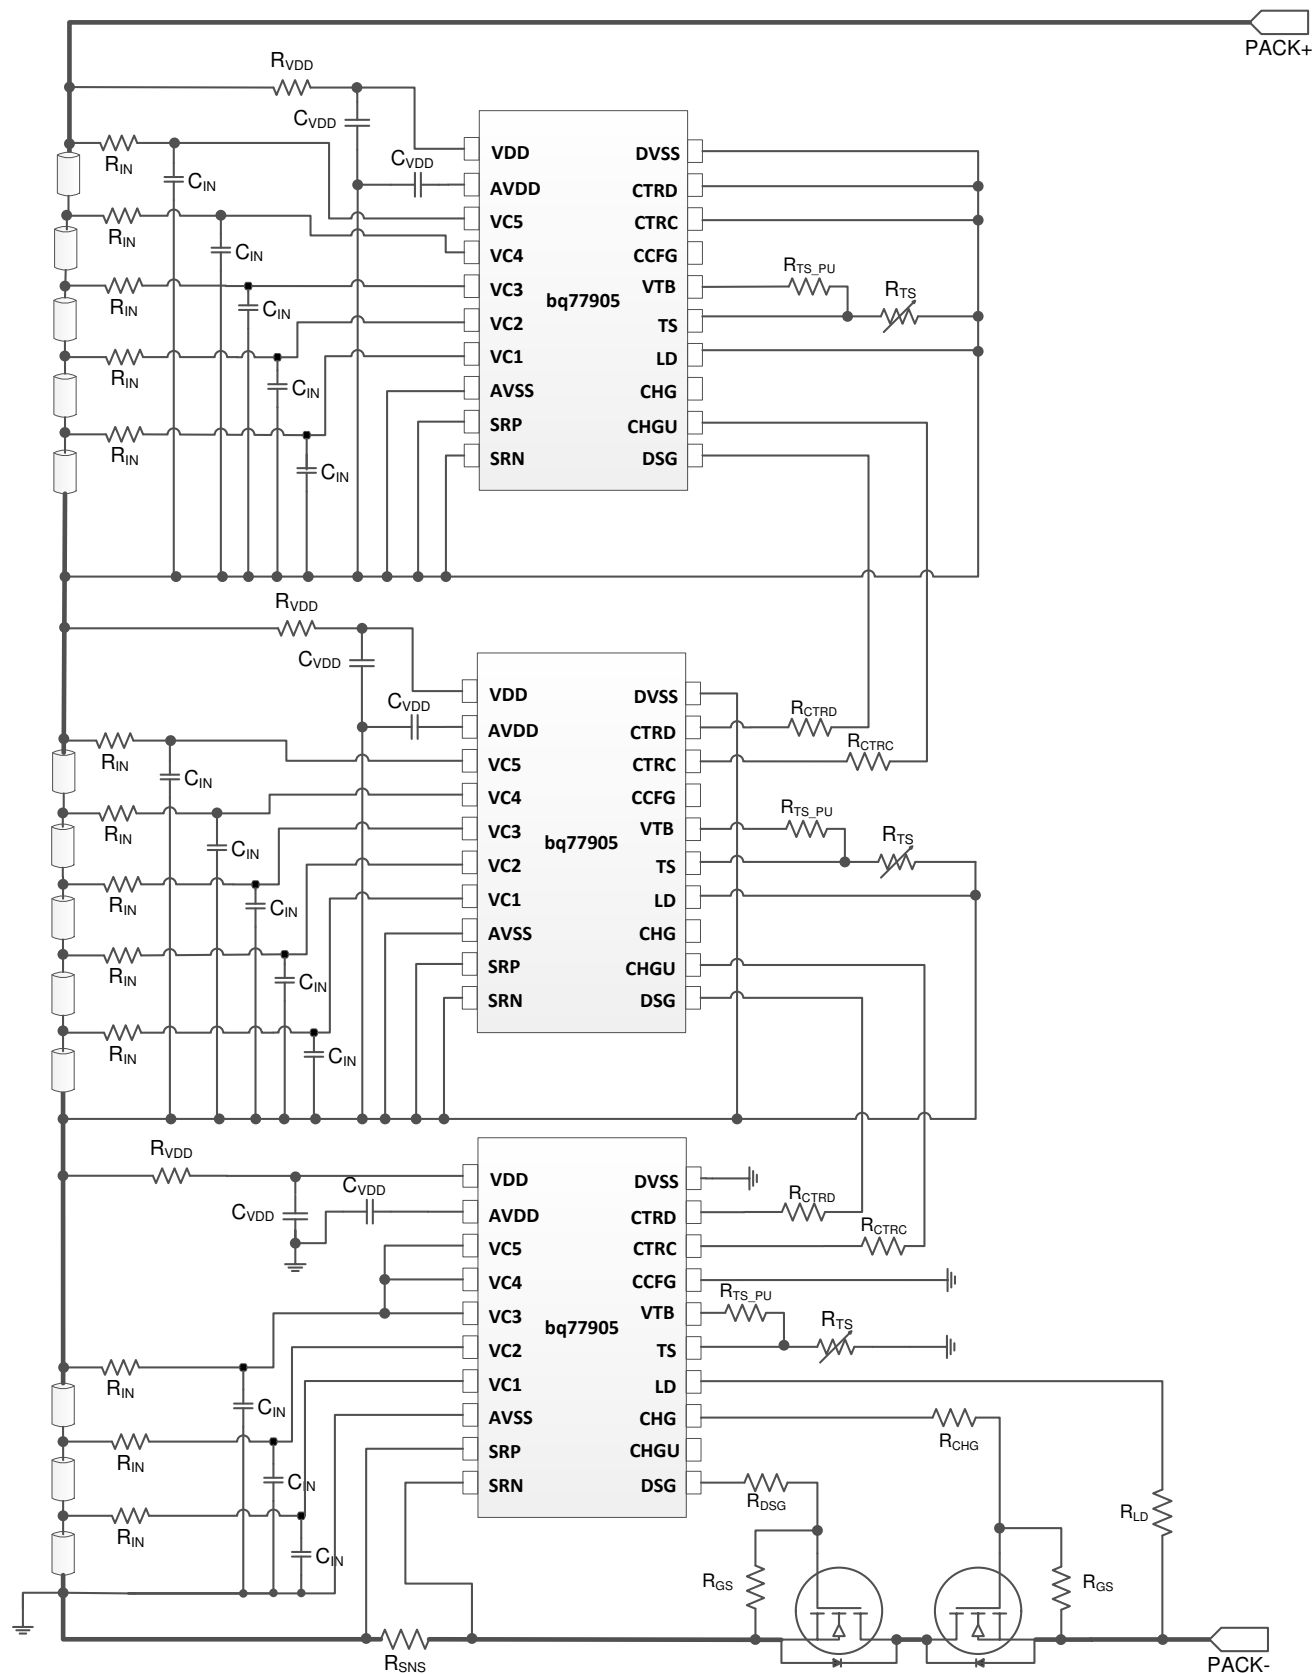 PACK+
RVDD
CVDD
CVDD
RIN
CIN
RIN
CIN
RIN
CIN
RIN
CIN
RIN
CIN
VDD
AVDD
VC5
VC4
VC3
VC2
VC1
AVSS
SRP
SRN
bq77905
DVSS
CTRD
CTRC
CCFG
VTB
TS
LD
CHG
CHGU
DSG
RTS_PU
RTS
RVDD
CVDD
CVDD
RIN
CIN
RIN
CIN
RIN
CIN
RIN
CIN
RIN
CIN
VDD
AVDD
VC5
VC4
VC3
VC2
VC1
AVSS
SRP
SRN
bq77905
DVSS
CTRD
CTRC
CCFG
VTB
TS
LD
CHG
CHGU
DSG
RCTRD
RCTRC
RTS_PU
RTS
RVDD
CVDD
CVDD
RIN
CIN
RIN
CIN
RIN
CIN
VDD
AVDD
VC5
VC4
VC3
VC2
VC1
AVSS
SRP
SRN
bq77905
DVSS
CTRD
CTRC
CCFG
VTB
TS
LD
CHG
CHGU
DSG
RCTRD
RCTRC
RTS_PU
RTS
RCHG
RDSG
RLD
RGS
RGS
RSNS
PACK-